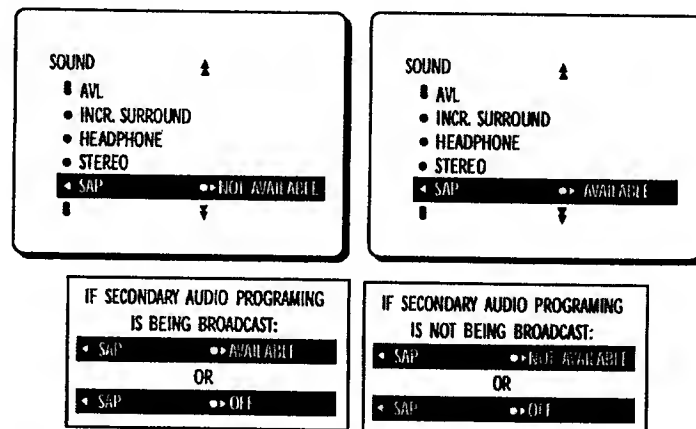 SOUND
AVL
INCR. SURROUND
HEADPHONE
STEREO
SAP NOT AVAILABLE
SOUND
AVL
INCR. SURROUND
HEADPHONE
STEREO
SAP AVAILABLE
IF SECONDARY AUDIO PROGRAMING
IS BEING BROADCAST:
SAP AVAILABLE
OR
SAP OFF
IF SECONDARY AUDIO PROGRAMING
IS NOT BEING BROADCAST:
SAP NOT AVAILABLE
OR
SAP OFF